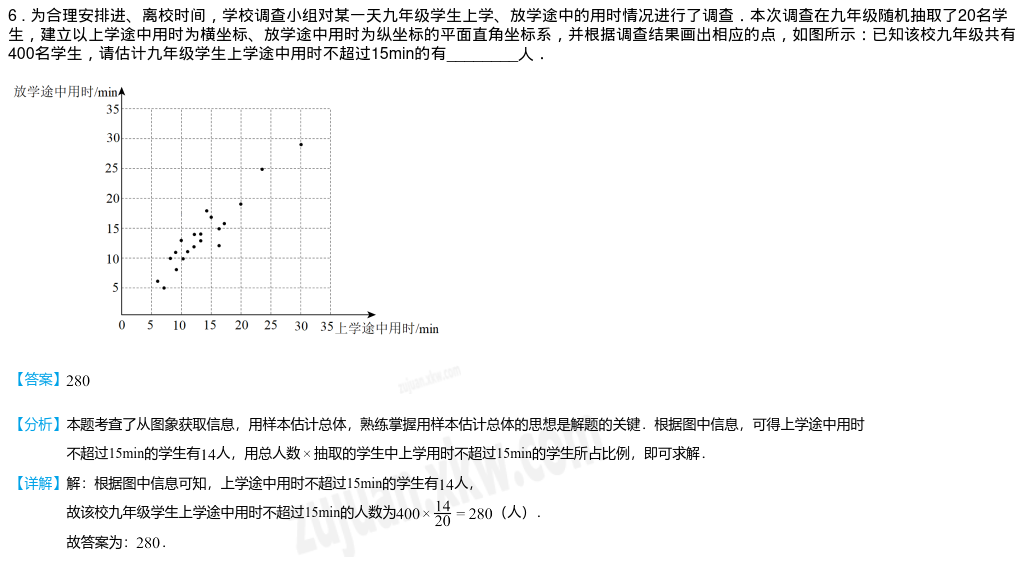 6．为合理安排进、离校时间，学校调查小组对某一天九年级学生上学、放学途中的用时情况进行了调查．本次调查在九年级随机抽取了20名学
生，建立以上学途中用时为横坐标、放学途中用时为纵坐标的平面直角坐标系，并根据调查结果画出相应的点，如图所示：已知该校九年级共有
400名学生，请估计九年级学生上学途中用时不超过15min的有_________人．
放学途中用时/min
35
30
25
20
15
10
5
0 5 10 15 20 25 30 35 上学途中用时/min
【答案】280
【分析】本题考查了从图象获取信息，用样本估计总体，熟练掌握用样本估计总体的思想是解题的关键．根据图中信息，可得上学途中用时
不超过15min的学生有14人，用总人数×抽取的学生中上学用时不超过15min的学生所占比例，即可求解．
【详解】解：根据图中信息可知，上学途中用时不超过15min的学生有14人，
故该校九年级学生上学途中用时不超过15min的人数为400×14/20=280（人）．
故答案为：280．
zujuan.xkw.com
zujuan.xkw.com